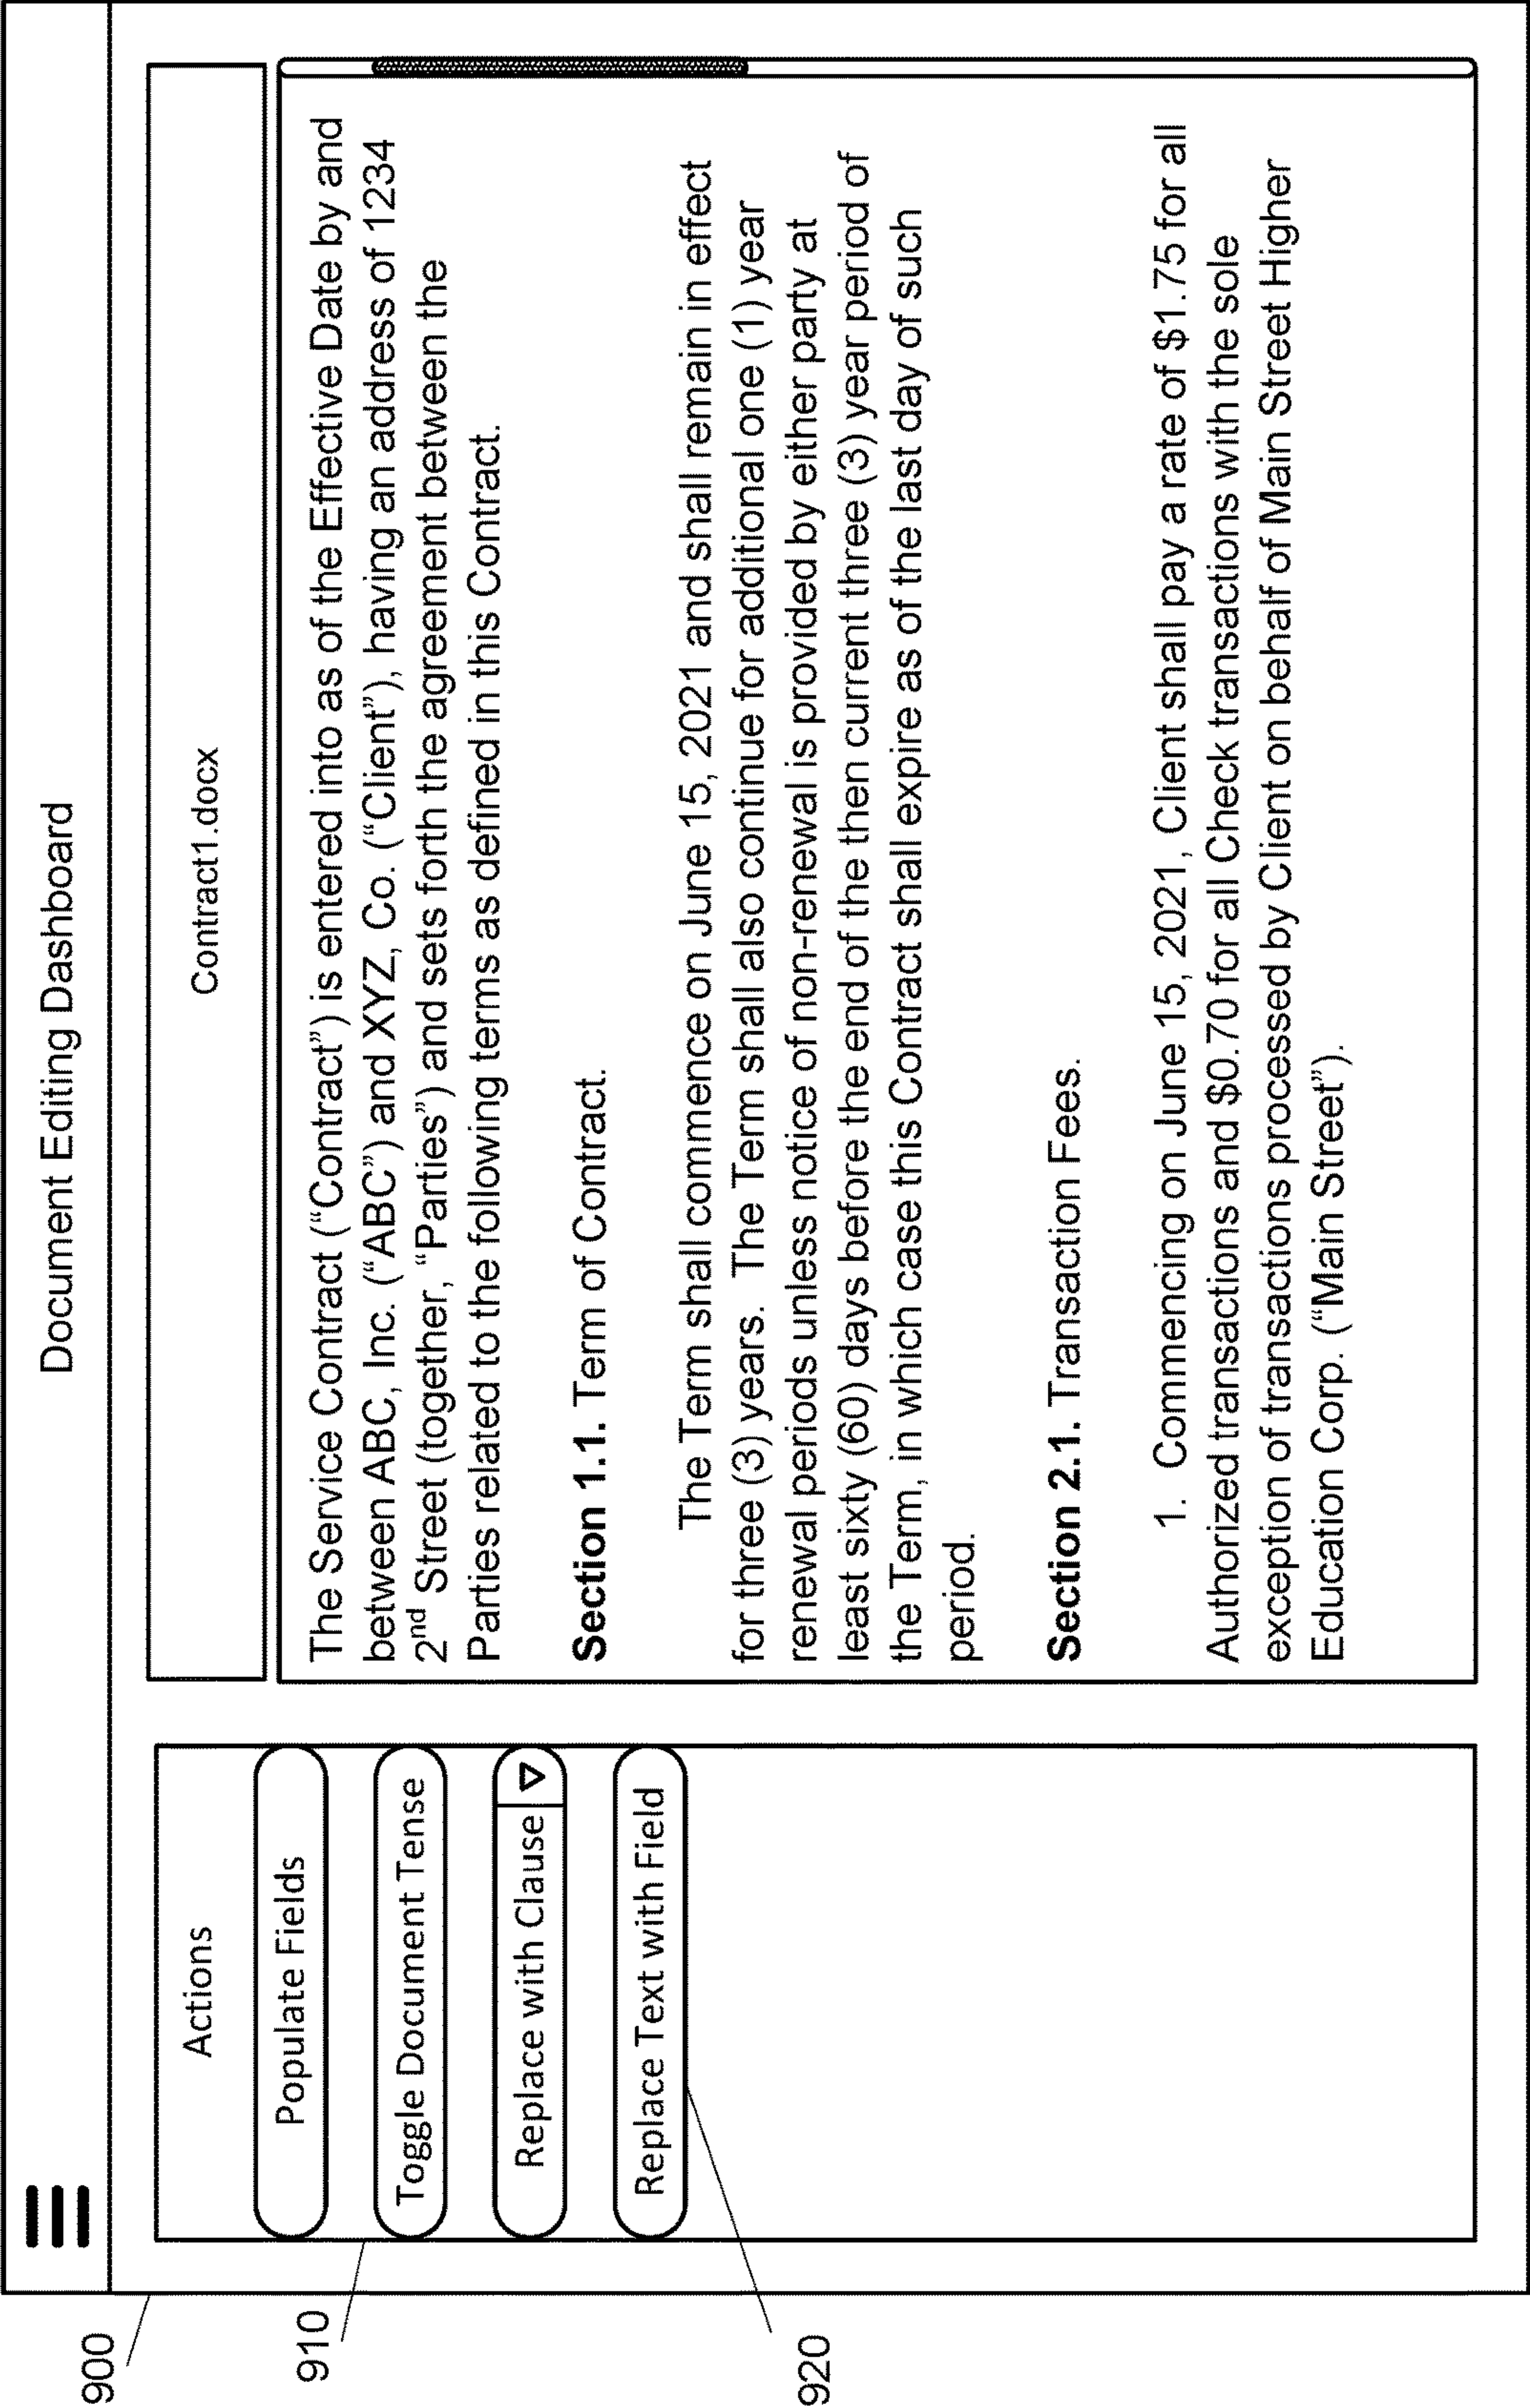 Document Editing Dashboard
900
910
Actions
Populate Fields
Toggle Document Tense
Replace with Clause
Replace Text with Field
920
Contract1.docx
The Service Contract (“Contract”) is entered into as of the Effective Date by and
between ABC, Inc. (“ABC”) and XYZ, Co. (“Client”), having an address of 1234
2nd Street (together, “Parties”) and sets forth the agreement between the
Parties related to the following terms as defined in this Contract.
Section 1.1. Term of Contract.
The Term shall commence on June 15, 2021 and shall remain in effect
for three (3) years. The Term shall also continue for additional one (1) year
renewal periods unless notice of non-renewal is provided by either party at
least sixty (60) days before the end of the then current three (3) year period of
the Term, in which case this Contract shall expire as of the last day of such
period.
Section 2.1. Transaction Fees.
1. Commencing on June 15, 2021, Client shall pay a rate of $1.75 for all
Authorized transactions and $0.70 for all Check transactions with the sole
exception of transactions processed by Client on behalf of Main Street Higher
Education Corp. (“Main Street”).